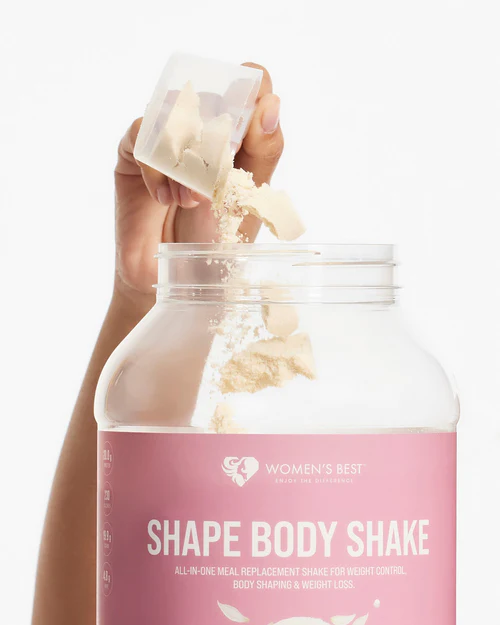 WOMEN'S BEST
ENJOY THE DIFFERENCE
SHAPE BODY SHAKE
ALL-IN-ONE MEAL REPLACEMENT SHAKE FOR WEIGHT CONTROL,
BODY SHAPING & WEIGHT LOSS.